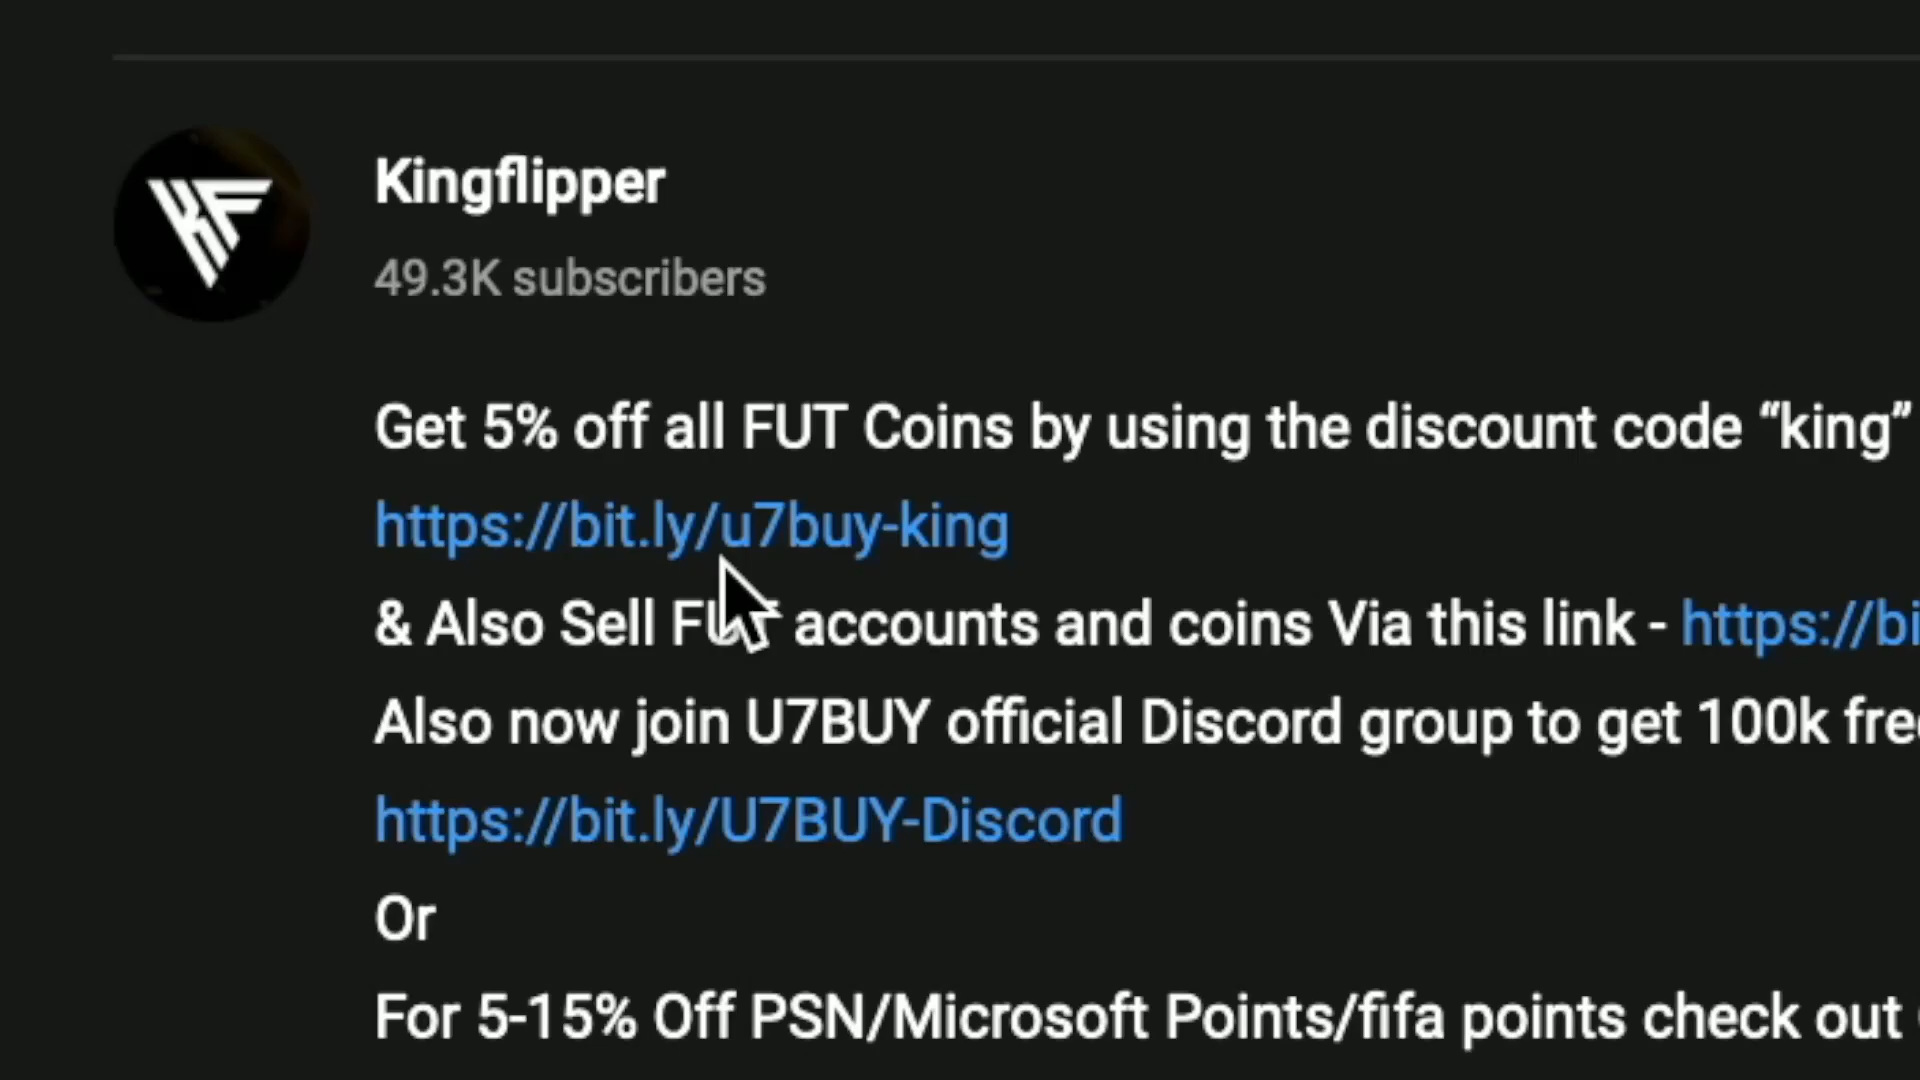 KF
Kingflipper
49.3K subscribers
Get 5% off all FUT Coins by using the discount code “king”
https://bit.ly/u7buy-king
& Also Sell FUT accounts and coins Via this link - https://bi
Also now join U7BUY official Discord group to get 100k free
https://bit.ly/U7BUY-Discord
Or
For 5-15% Off PSN/Microsoft Points/fifa points check out